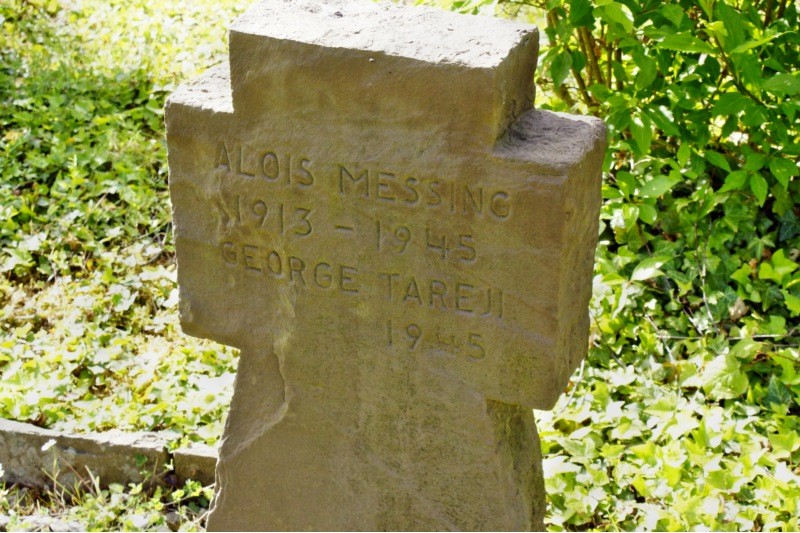 ALOIS MESSING
1913 – 1945
GEORGE TAREJI
1945